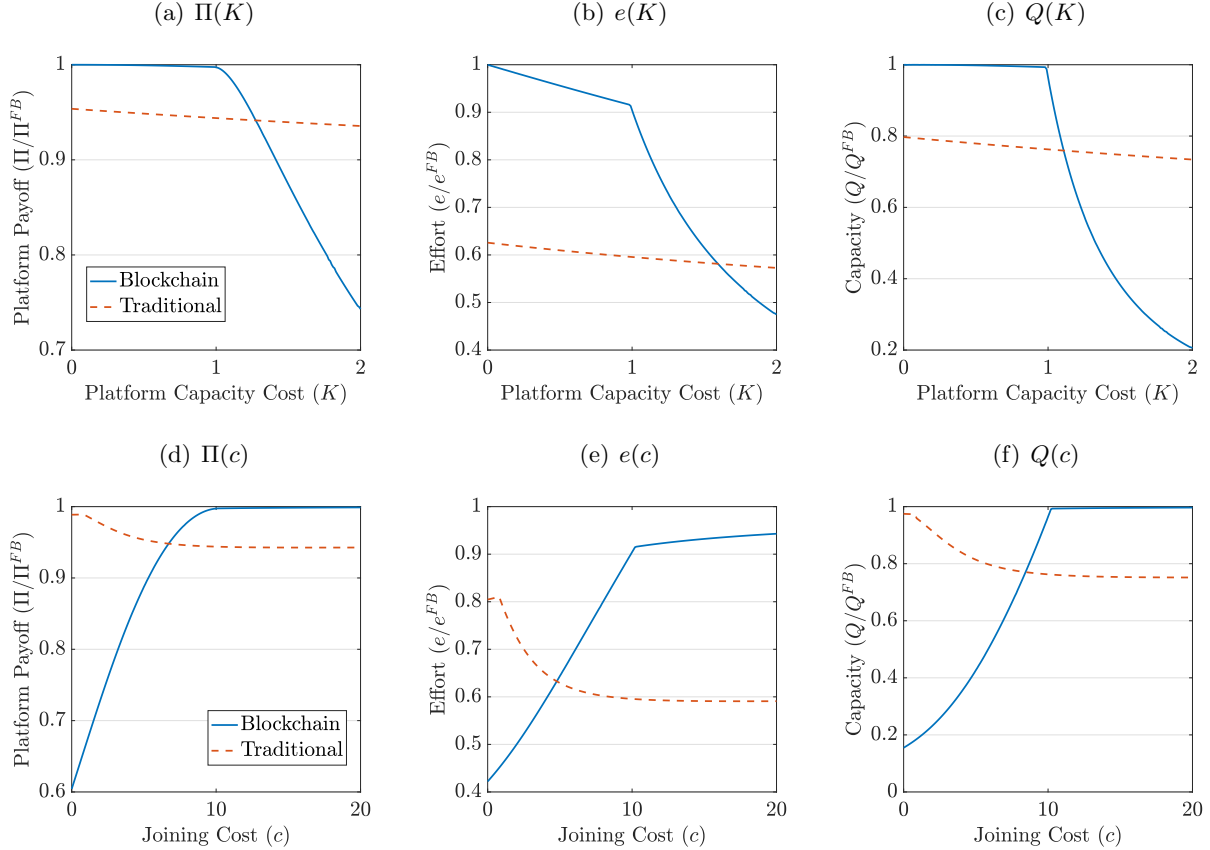 (a) Π(K)
(b) e(K)
(c) Q(K)
Platform Payoff (Π/Π^{FB})
1
0.9
0.8
0.7
Blockchain
Traditional
0 1 2
Platform Capacity Cost (K)
Effort (e/e^{FB})
1
0.9
0.8
0.7
0.6
0.5
0.4
0 1 2
Platform Capacity Cost (K)
Capacity (Q/Q^{FB})
1
0.8
0.6
0.4
0.2
0 1 2
Platform Capacity Cost (K)
(d) Π(c)
(e) e(c)
(f) Q(c)
Platform Payoff (Π/Π^{FB})
1
0.9
0.8
0.7
0.6
Blockchain
Traditional
0 10 20
Joining Cost (c)
Effort (e/e^{FB})
1
0.9
0.8
0.7
0.6
0.5
0.4
0 10 20
Joining Cost (c)
Capacity (Q/Q^{FB})
1
0.8
0.6
0.4
0.2
0
0 10 20
Joining Cost (c)